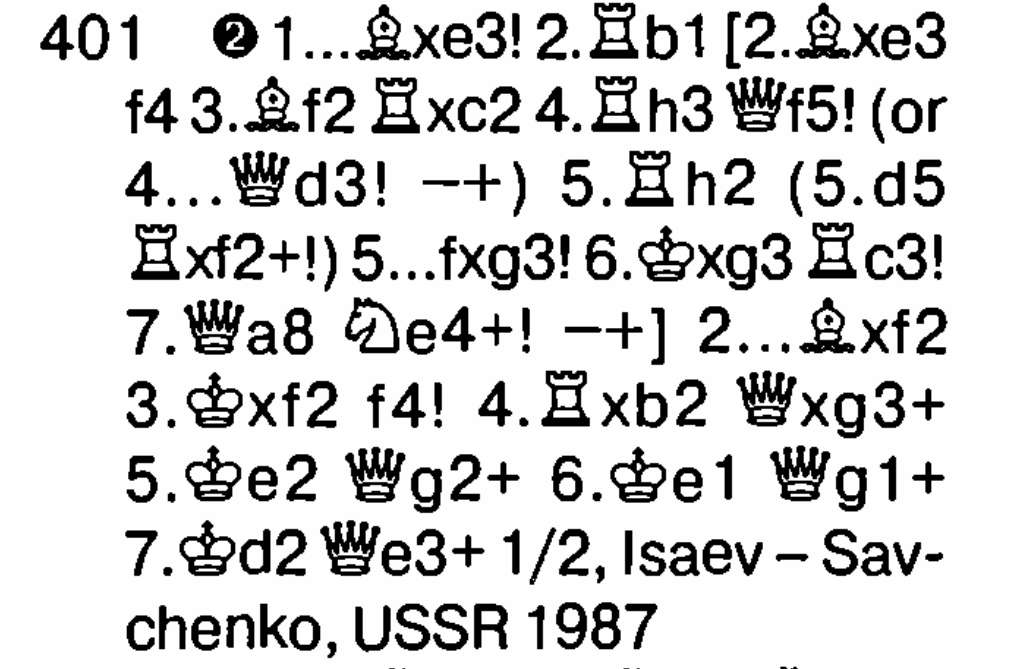 401 ❷ 1...♗xe3! 2.♖b1 [2.♗xe3
f4 3.♗f2 ♖xc2 4.♖h3 ♕f5! (or
4...♕d3! –+) 5.♖h2 (5.d5
♖xf2+!) 5...fxg3! 6.♔xg3 ♖c3!
7.♕a8 ♘e4+! –+] 2...♗xf2
3.♔xf2 f4! 4.♖xb2 ♕xg3+
5.♔e2 ♕g2+ 6.♔e1 ♕g1+
7.♔d2 ♕e3+ 1/2, Isaev – Sav-
chenko, USSR 1987